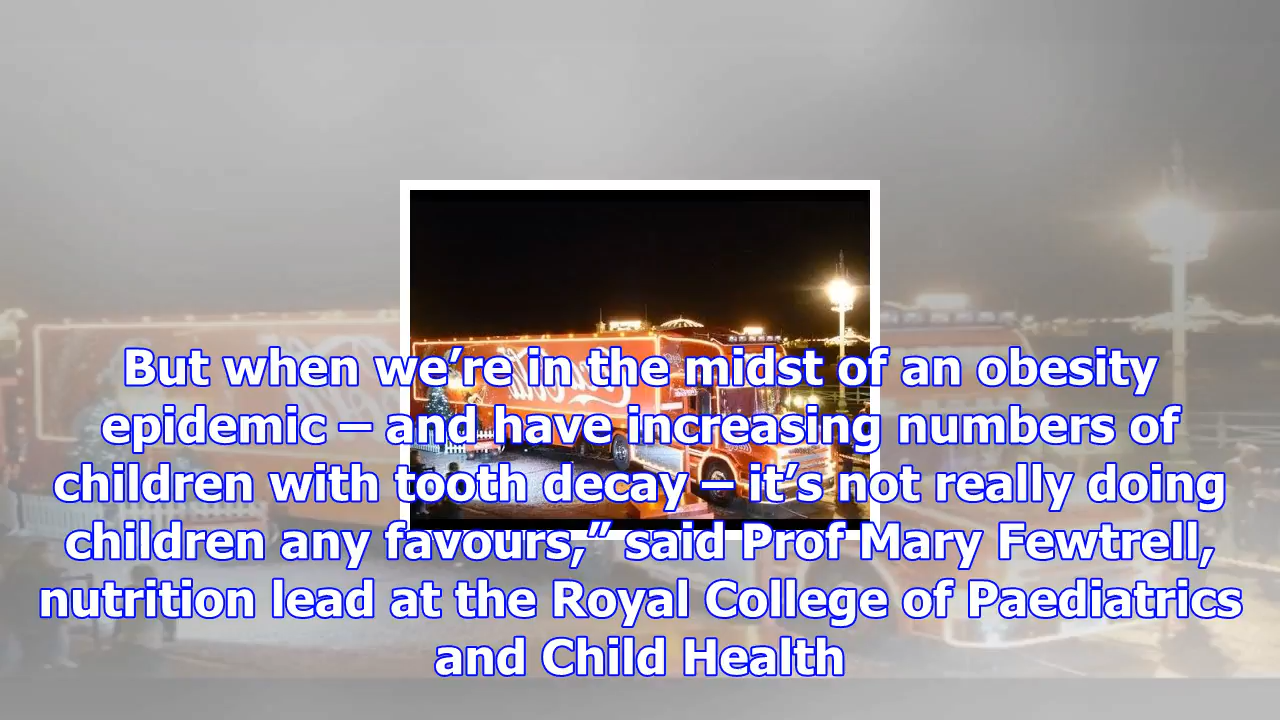 But when we’re in the midst of an obesity
epidemic – and have increasing numbers of
children with tooth decay – it’s not really doing
children any favours,” said Prof Mary Fewtrell,
nutrition lead at the Royal College of Paediatrics
and Child Health